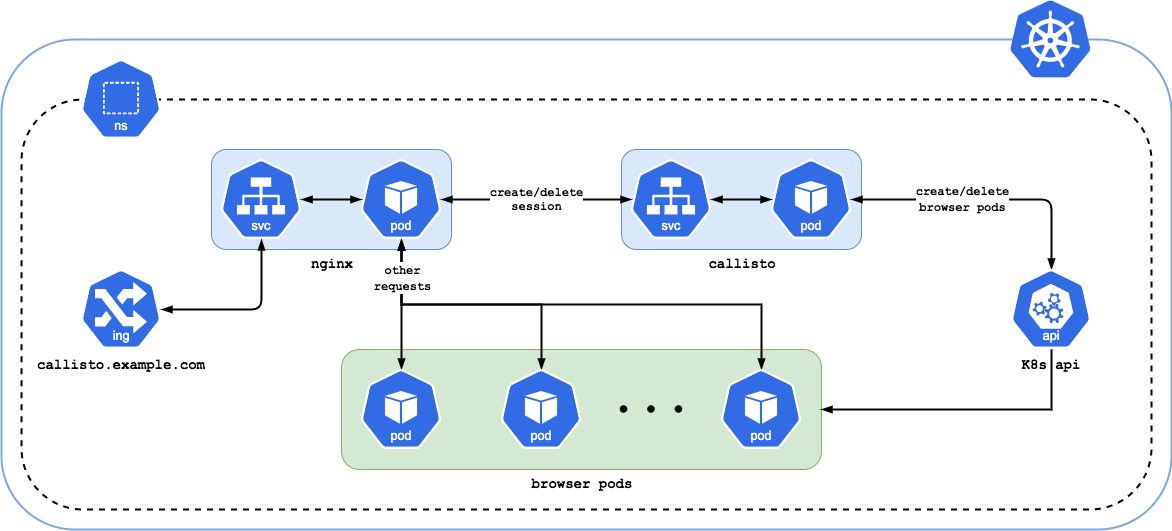 ns
svc
pod
create/delete
session
svc
pod
create/delete
browser pods
nginx
callisto
other
requests
ing
callisto.example.com
api
K8s api
pod
pod
pod
browser pods